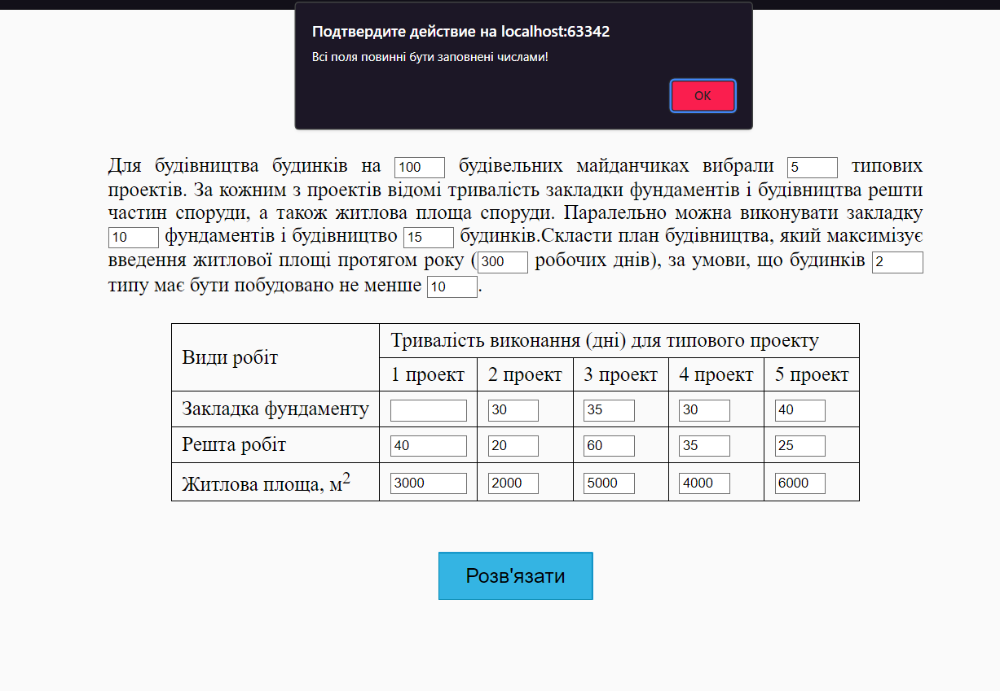 Подтвердите действие на localhost:63342
Всі поля повинні бути заповнені числами!
ОК
Для будівництва будинків на 100 будівельних майданчиках вибрали 5 типових
проектів. За кожним з проектів відомі тривалість закладки фундаментів і будівництва решти
частин споруди, а також житлова площа споруди. Паралельно можна виконувати закладку
10 фундаментів і будівництво 15 будинків.Скласти план будівництва, який максимізує
введення житлової площі протягом року (300 робочих днів), за умови, що будинків 2
типу має бути побудовано не менше 10.
Види робіт
Тривалість виконання (дні) для типового проекту
1 проект 2 проект 3 проект 4 проект 5 проект
Закладка фундаменту 30 35 30 40
Решта робіт 40 20 60 35 25
Житлова площа, м2 3000 2000 5000 4000 6000
Розв'язати